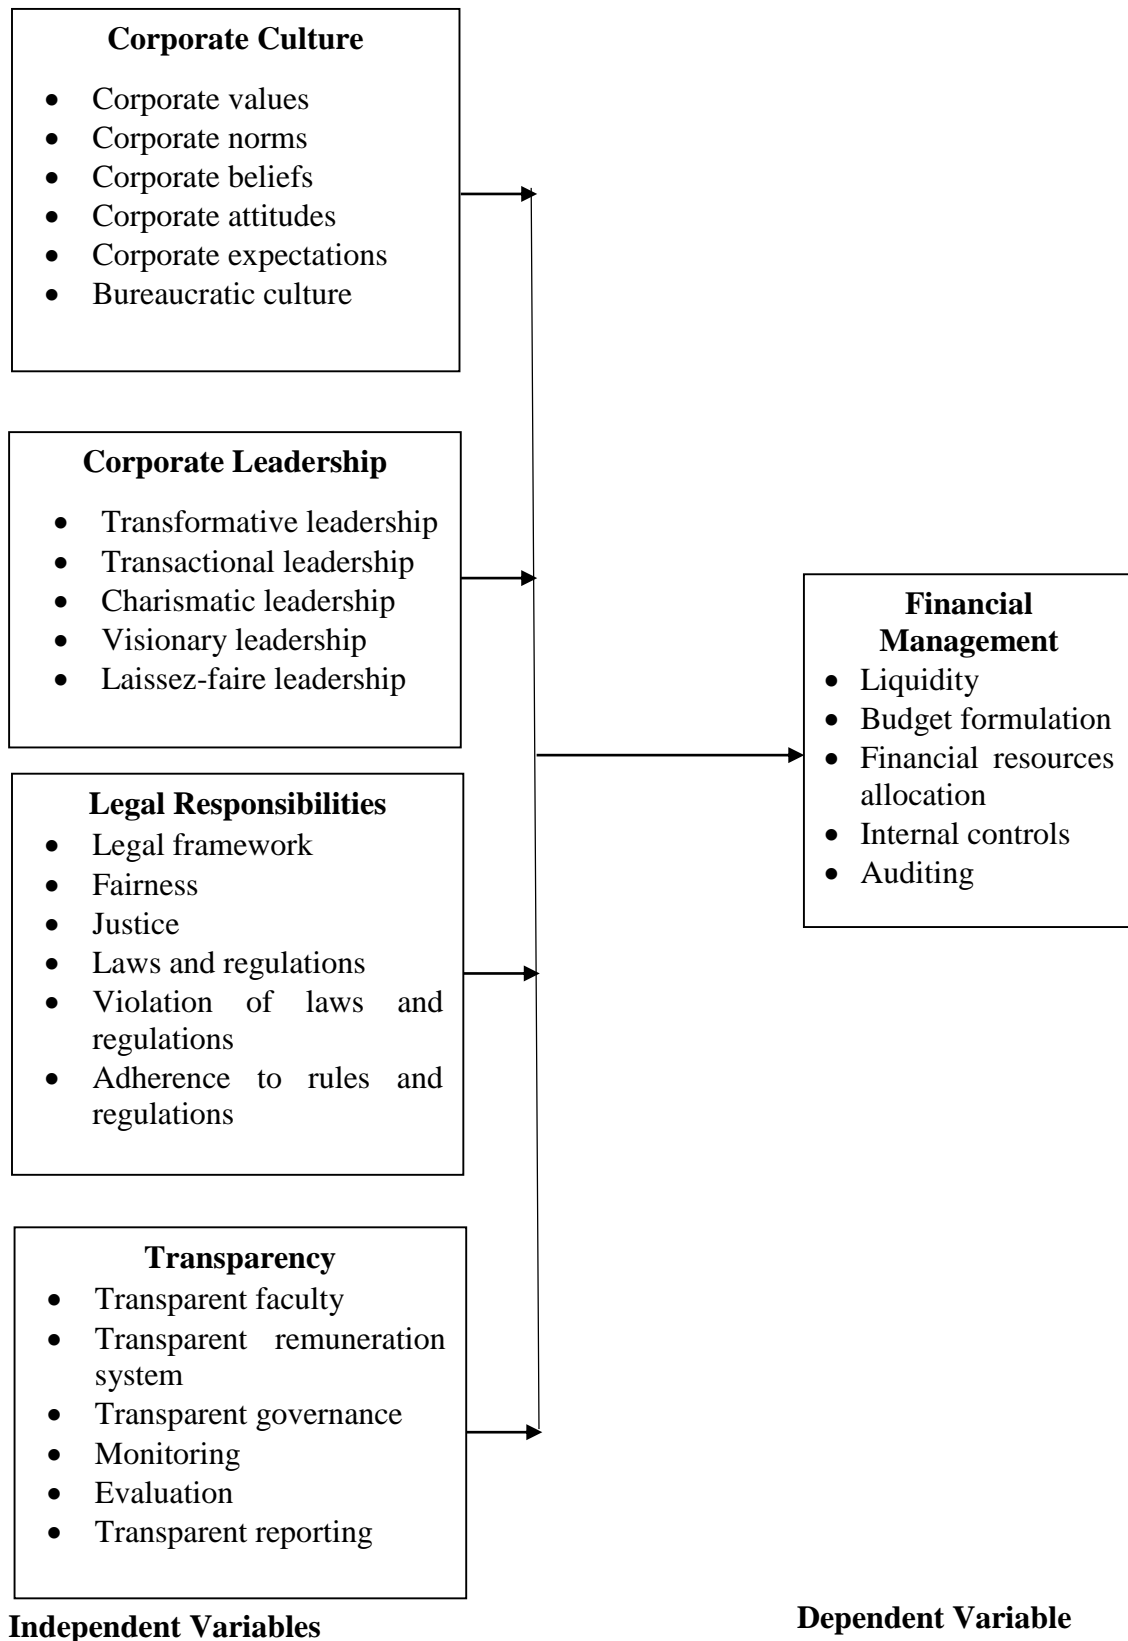 Corporate Culture
• Corporate values
• Corporate norms
• Corporate beliefs
• Corporate attitudes
• Corporate expectations
• Bureaucratic culture
Corporate Leadership
• Transformative leadership
• Transactional leadership
• Charismatic leadership
• Visionary leadership
• Laissez-faire leadership
Legal Responsibilities
• Legal framework
• Fairness
• Justice
• Laws and regulations
• Violation of laws and
regulations
• Adherence to rules and
regulations
Transparency
• Transparent faculty
• Transparent remuneration
system
• Transparent governance
• Monitoring
• Evaluation
• Transparent reporting
Independent Variables
Financial
Management
• Liquidity
• Budget formulation
• Financial resources
allocation
• Internal controls
• Auditing
Dependent Variable